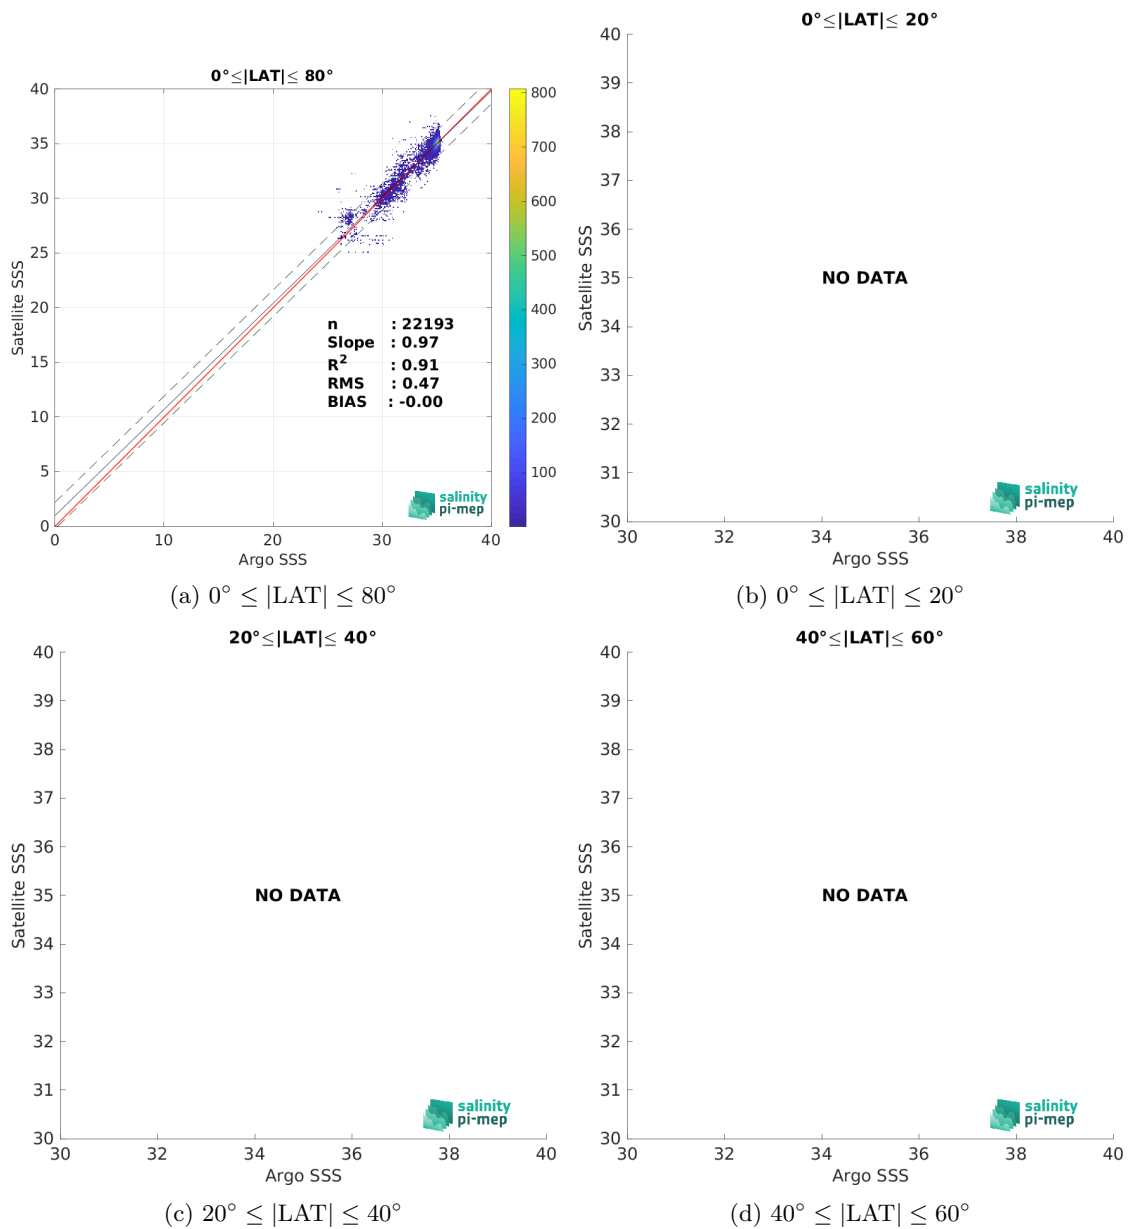 0°≤|LAT|≤ 80°
40
35
30
25
20
15
10
5
0
Satellite SSS
0
10
20
30
40
Argo SSS
800
700
600
500
400
300
200
100
n : 22193
Slope : 0.97
R² : 0.91
RMS : 0.47
BIAS : -0.00
salinity
pi-mep
(a) 0° ≤ |LAT| ≤ 80°
0°≤|LAT|≤ 20°
40
39
38
37
36
35
34
33
32
31
30
Satellite SSS
NO DATA
30
32
34
36
38
40
Argo SSS
salinity
pi-mep
(b) 0° ≤ |LAT| ≤ 20°
20°≤|LAT|≤ 40°
40
39
38
37
36
35
34
33
32
31
30
Satellite SSS
NO DATA
30
32
34
36
38
40
Argo SSS
salinity
pi-mep
(c) 20° ≤ |LAT| ≤ 40°
40°≤|LAT|≤ 60°
40
39
38
37
36
35
34
33
32
31
30
Satellite SSS
NO DATA
30
32
34
36
38
40
Argo SSS
salinity
pi-mep
(d) 40° ≤ |LAT| ≤ 60°